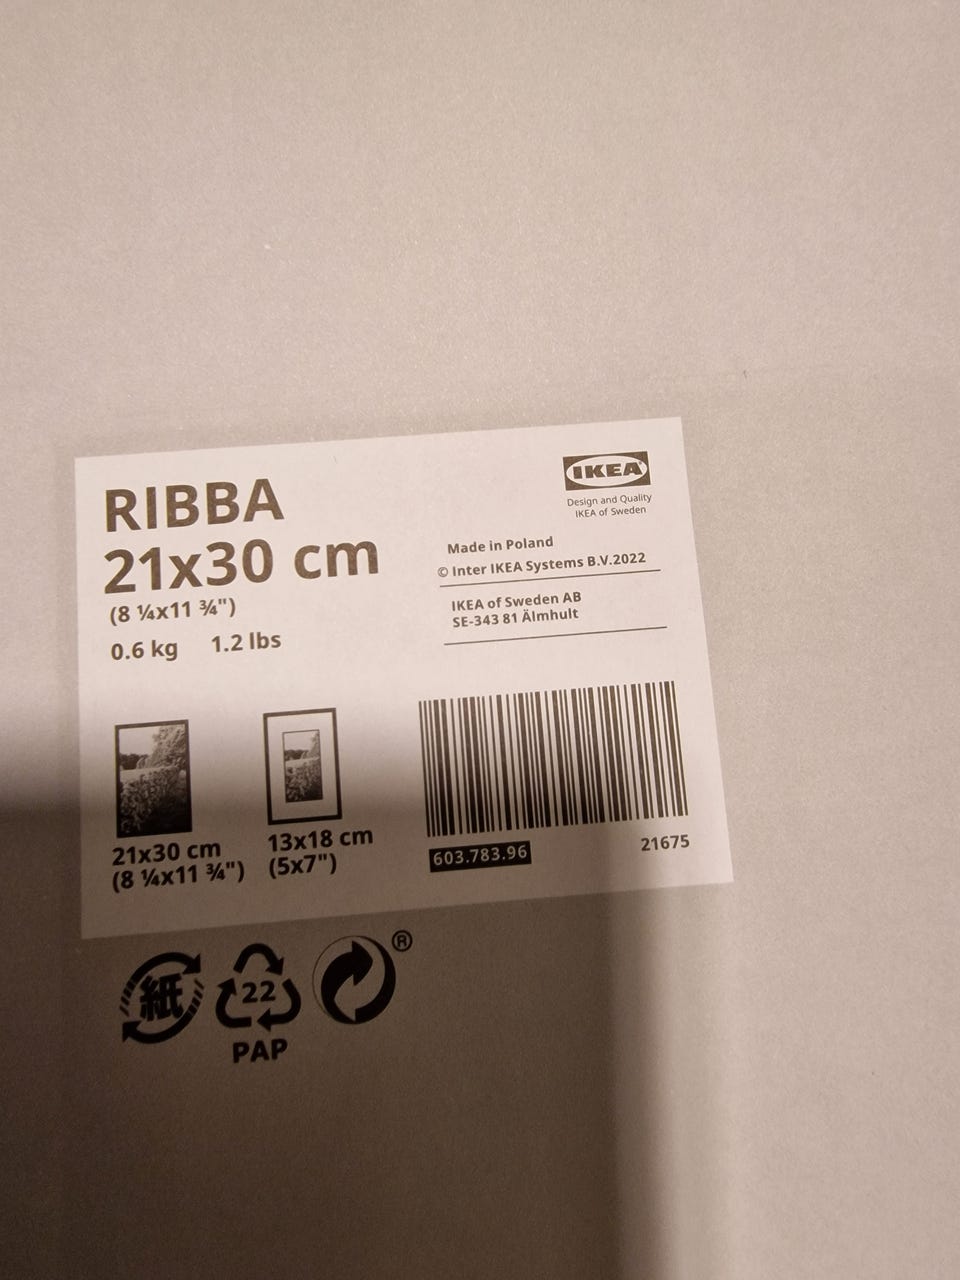 RIBBA
21x30 cm
(8 ¼x11 ¾")
0.6 kg 1.2 lbs
IKEA®
Design and Quality
IKEA of Sweden
Made in Poland
© Inter IKEA Systems B.V.2022
IKEA of Sweden AB
SE-343 81 Älmhult
21x30 cm
(8 ¼x11 ¾")
13x18 cm
(5x7")
603.783.96
21675
紙
22
PAP
®